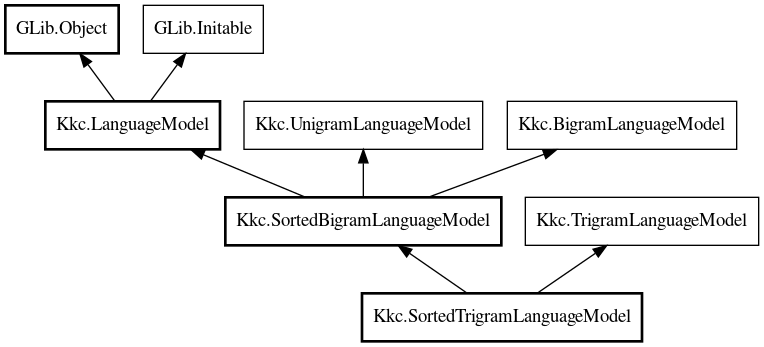 GLib.Object
GLib.Initable
Kkc.LanguageModel
Kkc.UnigramLanguageModel
Kkc.BigramLanguageModel
Kkc.SortedBigramLanguageModel
Kkc.TrigramLanguageModel
Kkc.SortedTrigramLanguageModel